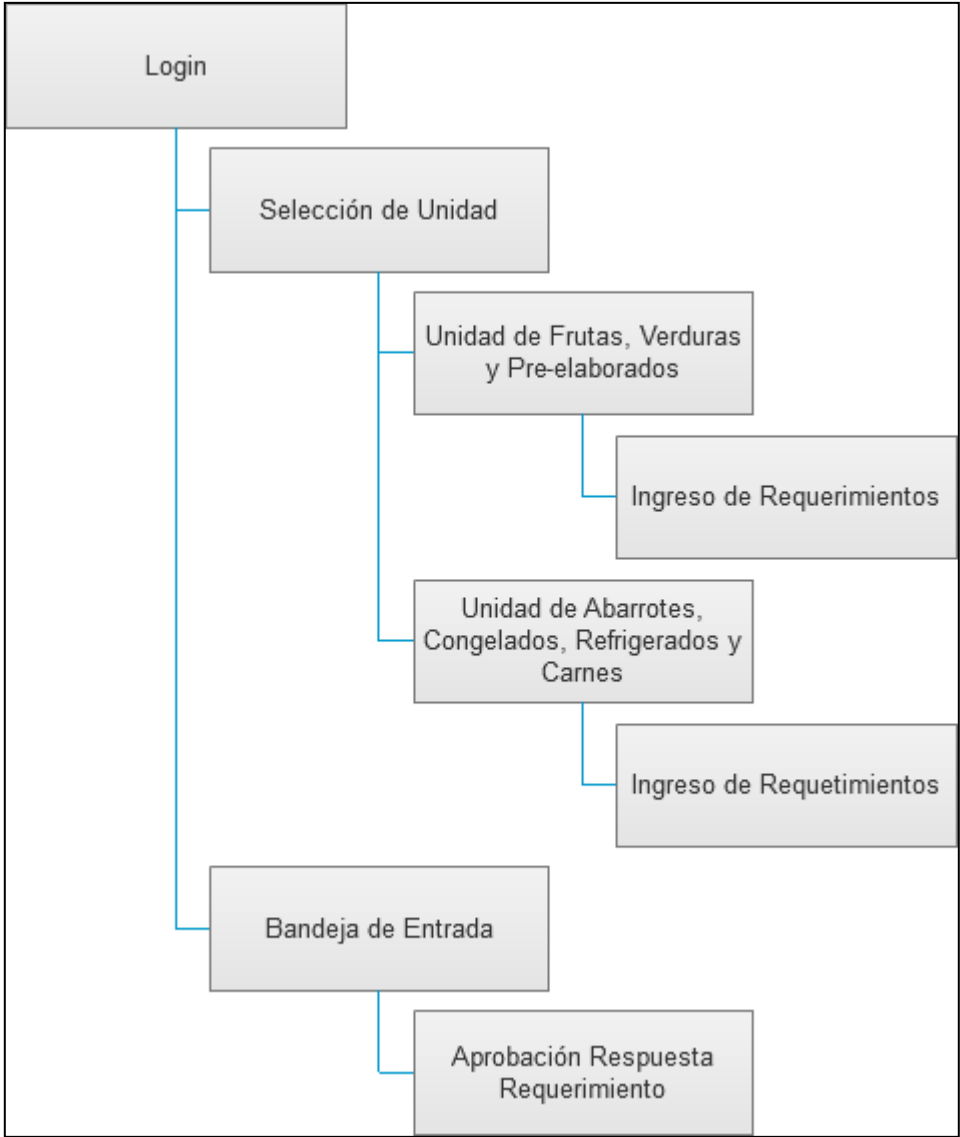 Login
Selección de Unidad
Unidad de Frutas, Verduras
y Pre-elaborados
Ingreso de Requerimientos
Unidad de Abarrotes,
Congelados, Refrigerados y
Carnes
Ingreso de Requetimientos
Bandeja de Entrada
Aprobación Respuesta
Requerimiento